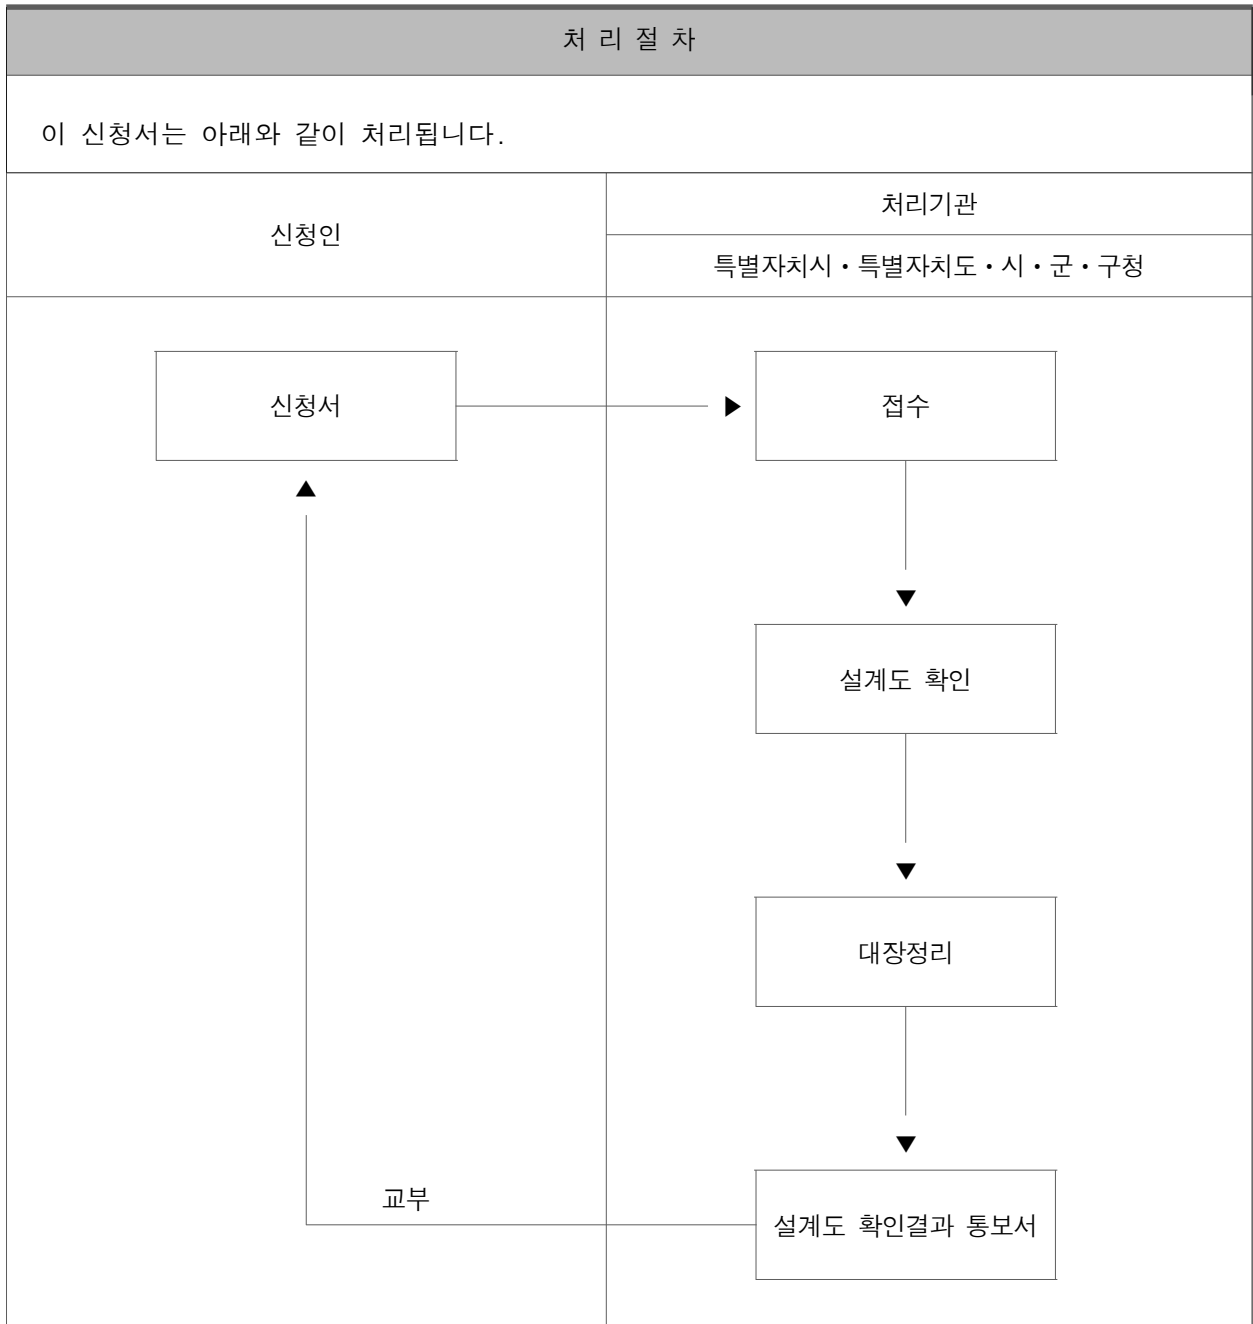 처 리 절 차
이 신청서는 아래와 같이 처리됩니다.
신청인
처리기관
특별자치시・특별자치도・시・군・구청
신청서
접수
설계도 확인
대장정리
교부
설계도 확인결과 통보서